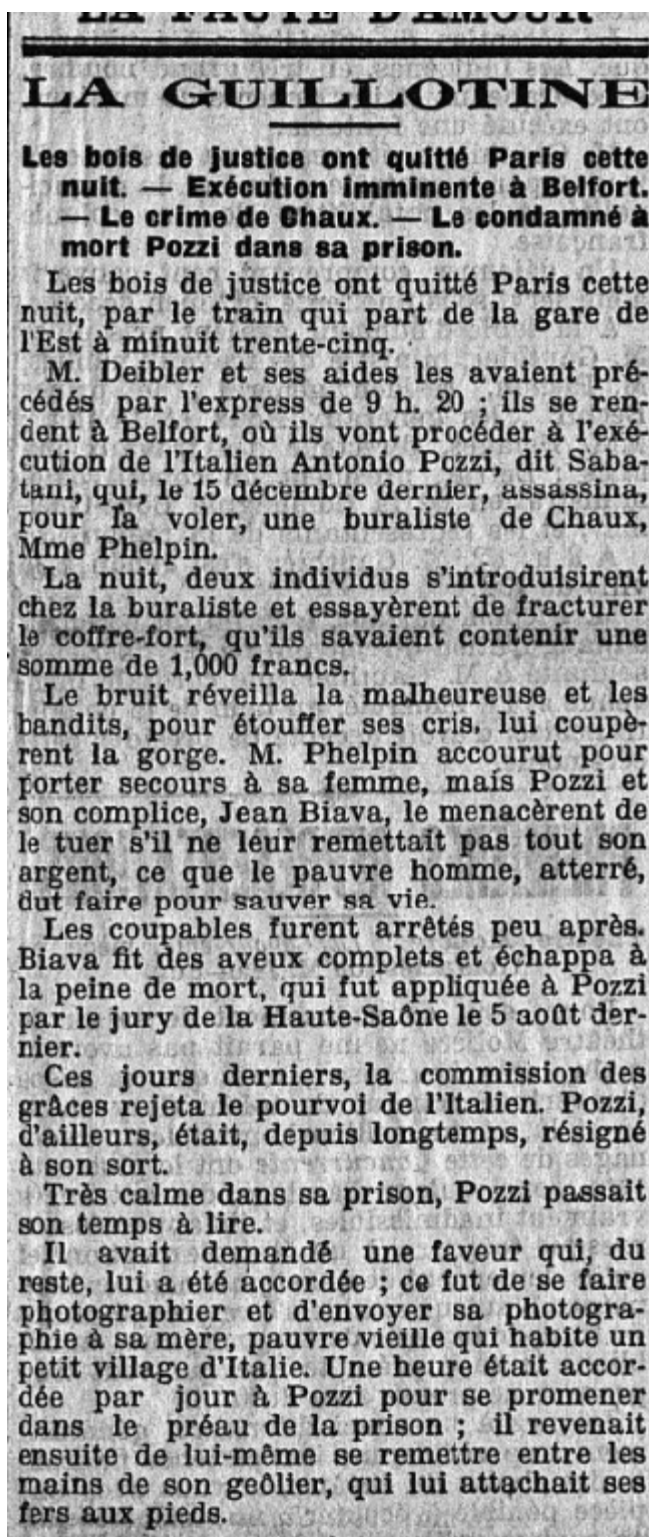 LA FAUTE D'AMOUR
LA GUILLOTINE
Les bois de justice ont quitté Paris cette
nuit. — Exécution imminente à Belfort.
— Le crime de Chaux. — Le condamné à
mort Pozzi dans sa prison.
Les bois de justice ont quitté Paris cette
nuit, par le train qui part de la gare de
l'Est à minuit trente-cinq.
M. Deibler et ses aides les avaient pré-
cédés par l'express de 9 h. 20 ; ils se ren-
dent à Belfort, où ils vont procéder à l'exé-
cution de l'Italien Antonio Pozzi, dit Saba-
tani, qui, le 15 décembre dernier, assassina,
pour la voler, une buraliste de Chaux,
Mme Phelpin.
La nuit, deux individus s'introduisirent
chez la buraliste et essayèrent de fracturer
le coffre-fort, qu'ils savaient contenir une
somme de 1,000 francs.
Le bruit réveilla la malheureuse et les
bandits, pour étouffer ses cris, lui coupè-
rent la gorge. M. Phelpin accourut pour
porter secours à sa femme, mais Pozzi et
son complice, Jean Biava, le menacèrent de
le tuer s'il ne leur remettait pas tout son
argent, ce que le pauvre homme, atterré,
dut faire pour sauver sa vie.
Les coupables furent arrêtés peu après.
Biava fit des aveux complets et échappa à
la peine de mort, qui fut appliquée à Pozzi
par le jury de la Haute-Saône le 5 août der-
nier.
Ces jours derniers, la commission des
grâces rejeta le pourvoi de l'Italien. Pozzi,
d'ailleurs, était, depuis longtemps, résigné
à son sort.
Très calme dans sa prison, Pozzi passait
son temps à lire.
Il avait demandé une faveur qui, du
reste, lui a été accordée ; ce fut de se faire
photographier et d'envoyer sa photogra-
phie à sa mère, pauvre vieille qui habite un
petit village d'Italie. Une heure était accor-
dée par jour à Pozzi pour se promener
dans le préau de la prison ; il revenait
ensuite de lui-même se remettre entre les
mains de son geôlier, qui lui attachait ses
fers aux pieds.